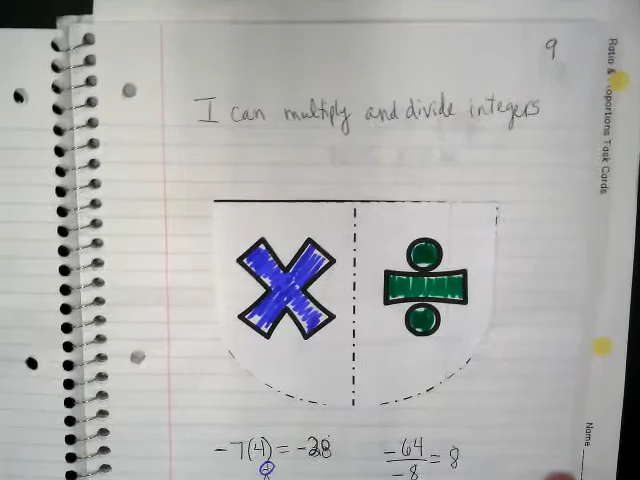 9
I can multiply and divide integers
-7(4) = -28
-64
-8
= 8
Ratio & Proportions Task Cards
Name